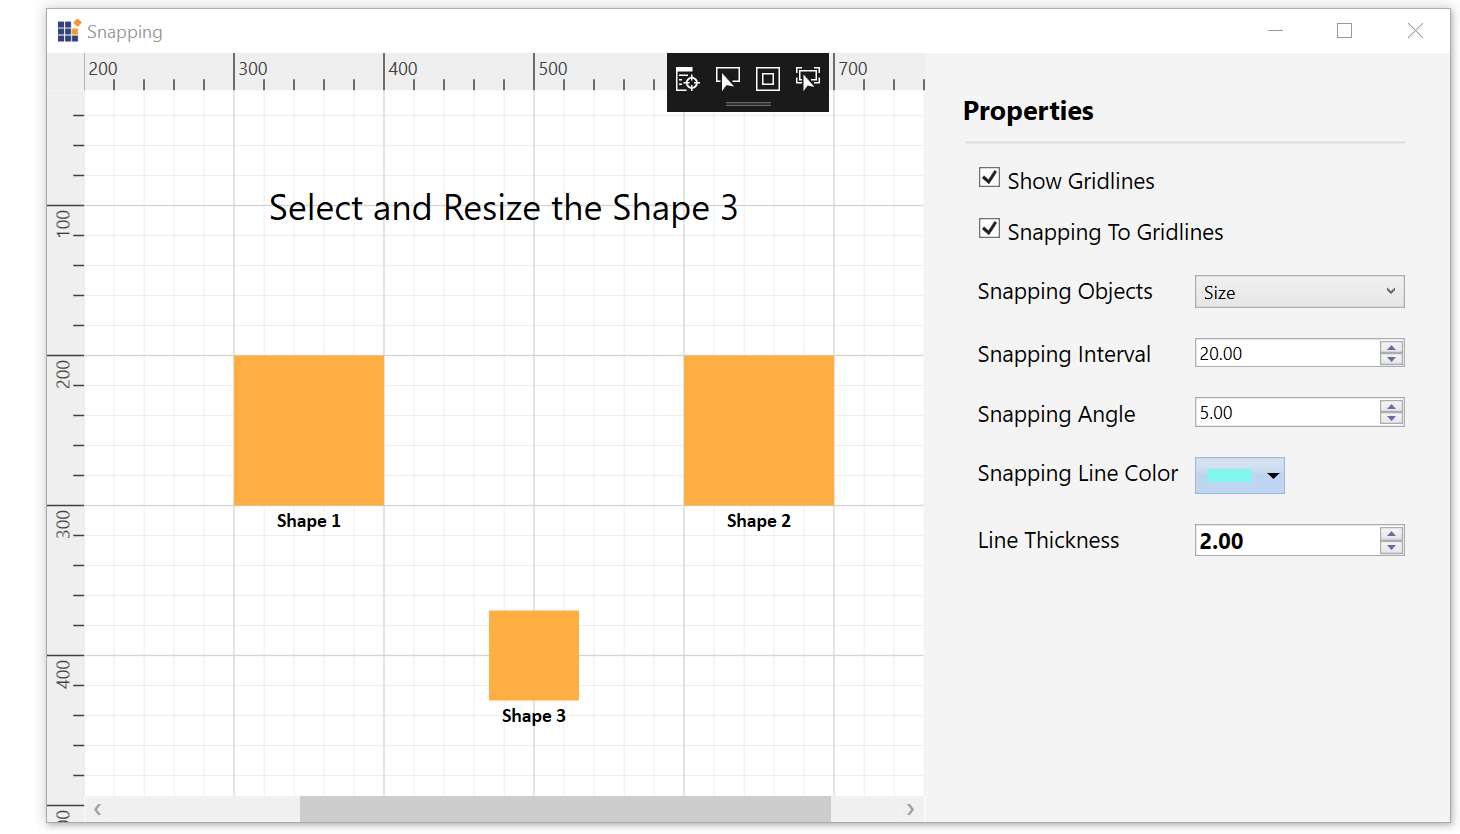 Snapping
200 300 400 500 700
Properties
Show Gridlines
Select and Resize the Shape 3
100
Snapping To Gridlines
Snapping Objects Size
Snapping Interval 20.00
200
Snapping Angle 5.00
Snapping Line Color
Shape 1 Shape 2
300
Line Thickness 2.00
400
Shape 3